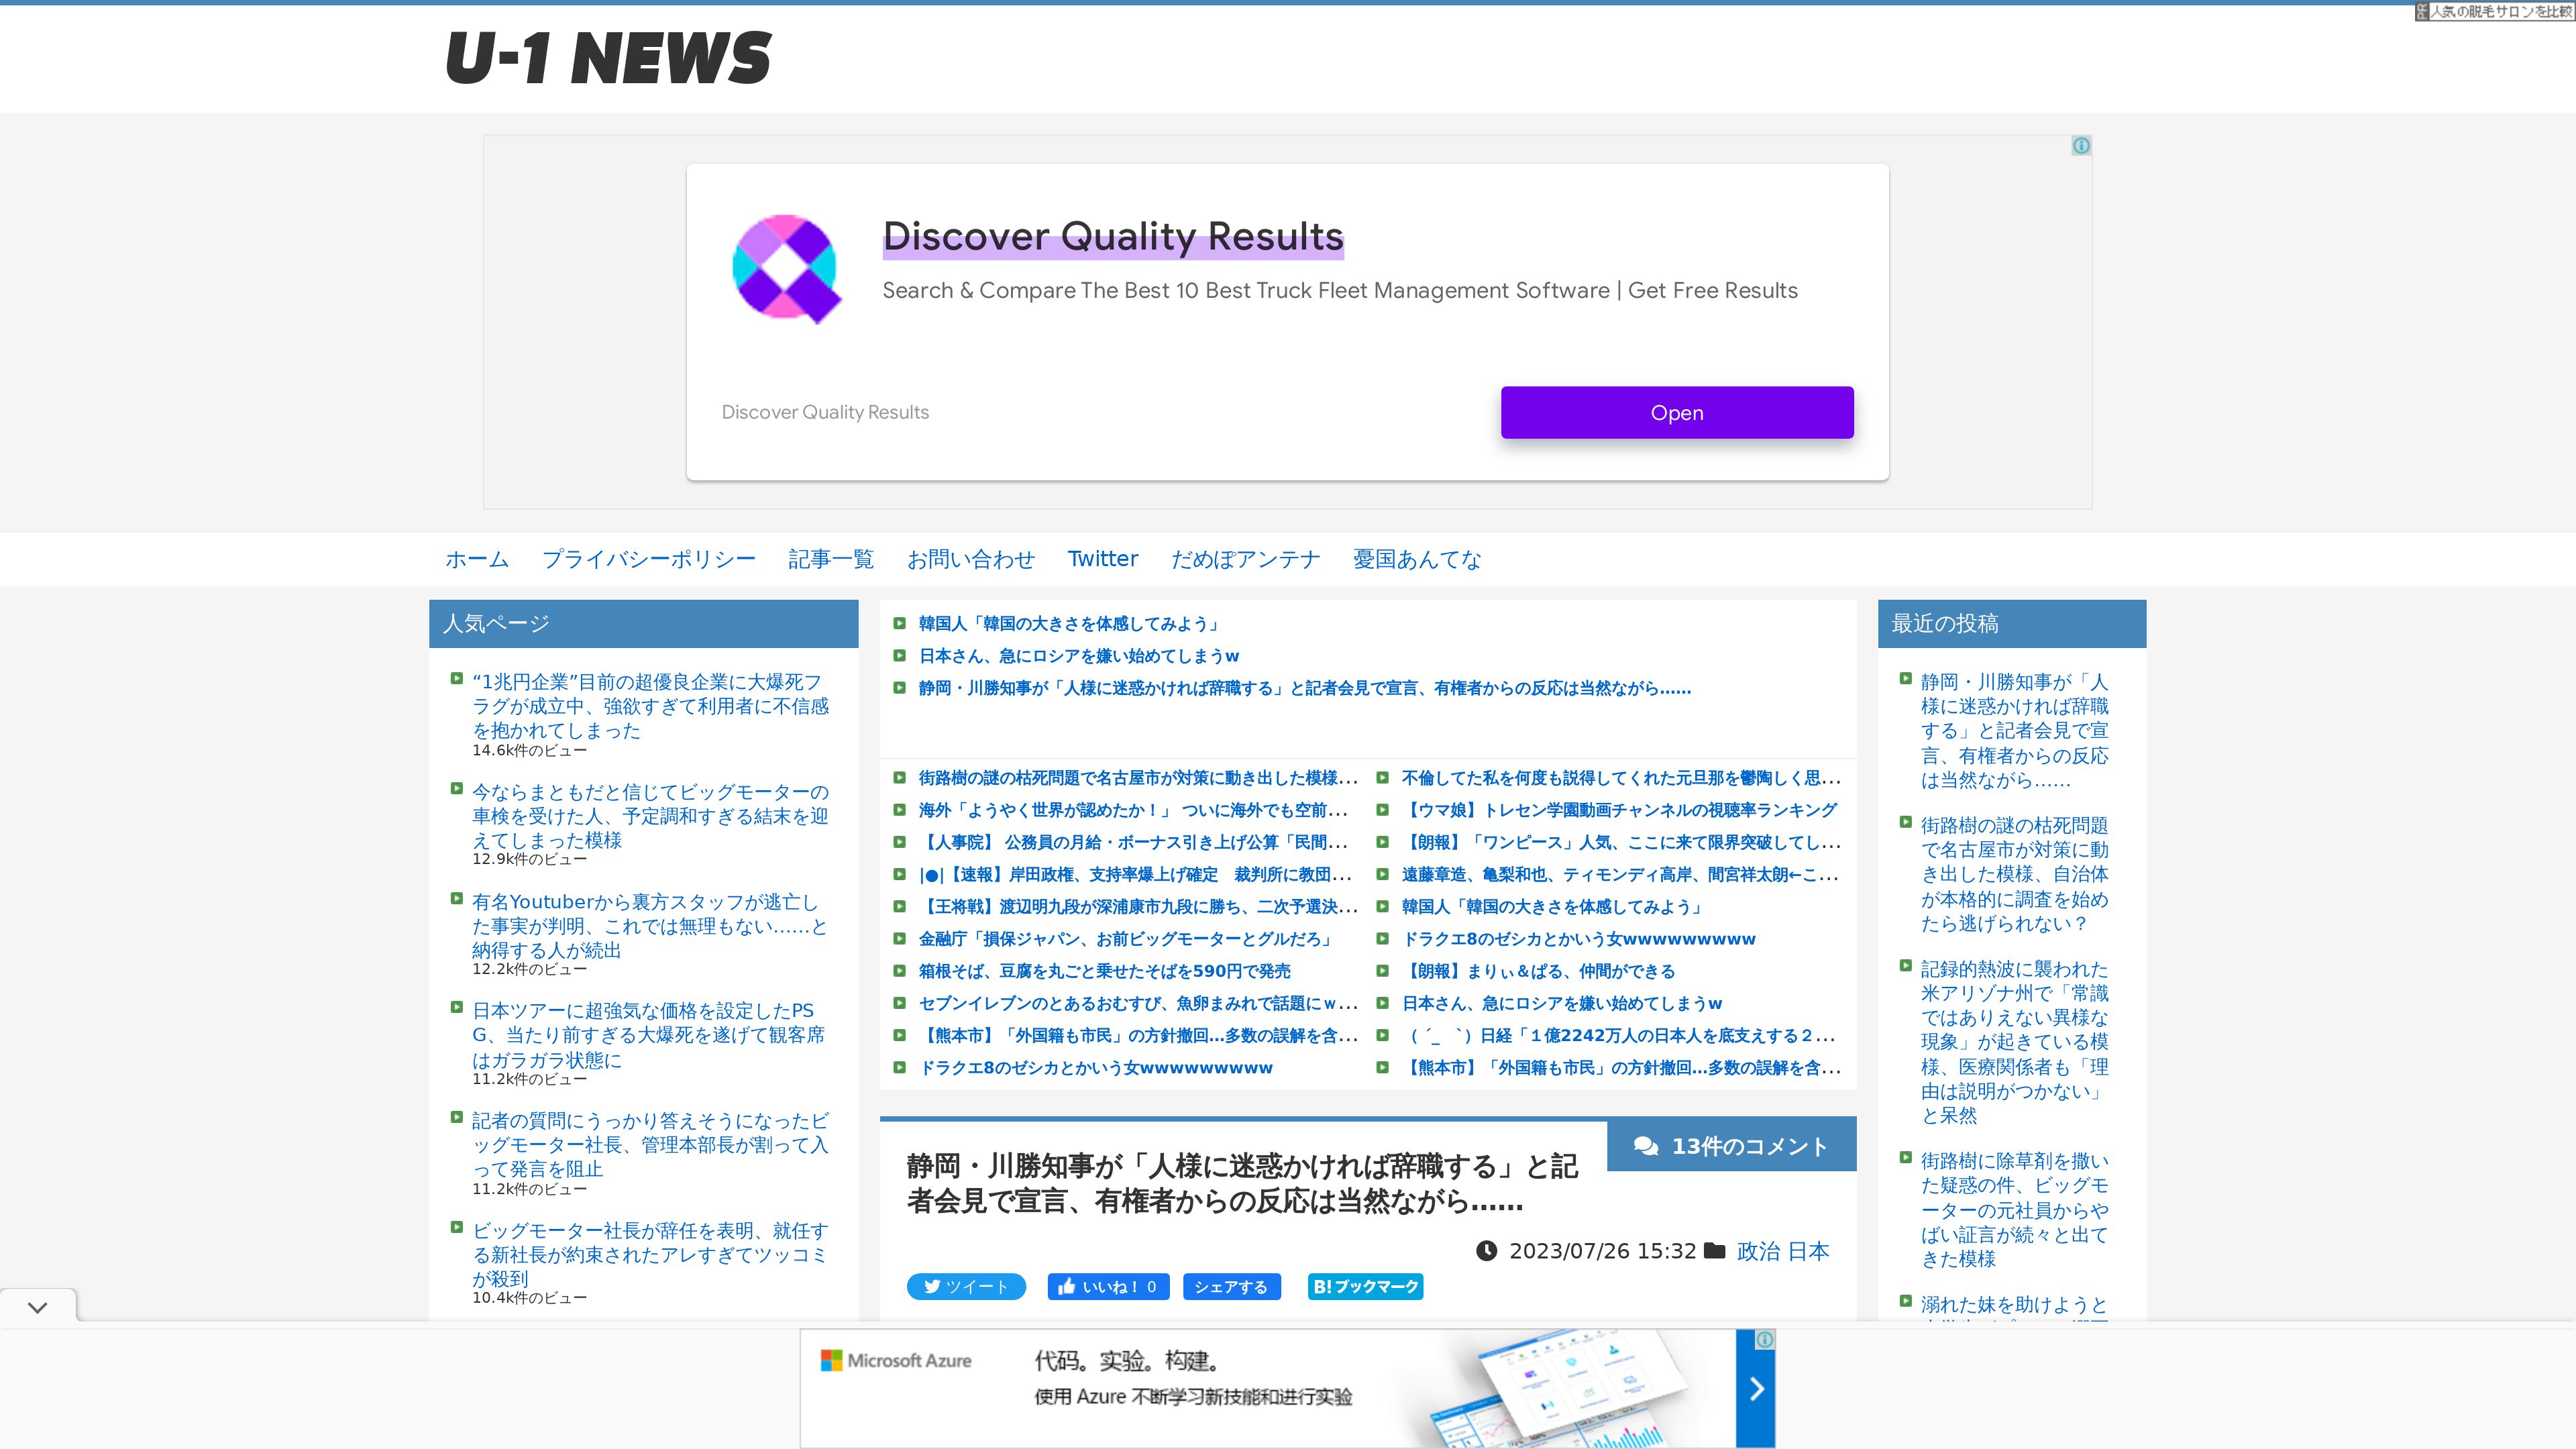 人気の脱毛サロンを比較
U-1 NEWS
Discover Quality Results
Search & Compare The Best 10 Best Truck Fleet Management Software | Get Free Results
Discover Quality Results
Open
ホーム プライバシーポリシー 記事一覧 お問い合わせ Twitter だめぽアンテナ 憂国あんてな
人気ページ
“1兆円企業”目前の超優良企業に大爆死フ
ラグが成立中、強欲すぎて利用者に不信感
を抱かれてしまった
14.6k件のビュー
今ならまともだと信じてビッグモーターの
車検を受けた人、予定調和すぎる結末を迎
えてしまった模様
12.9k件のビュー
有名Youtuberから裏方スタッフが逃亡し
た事実が判明、これでは無理もない……と
納得する人が続出
12.2k件のビュー
日本ツアーに超強気な価格を設定したPS
G、当たり前すぎる大爆死を遂げて観客席
はガラガラ状態に
11.2k件のビュー
記者の質問にうっかり答えそうになったビ
ッグモーター社長、管理本部長が割って入
って発言を阻止
11.2k件のビュー
ビッグモーター社長が辞任を表明、就任す
る新社長が約束されたアレすぎてツッコミ
が殺到
10.4k件のビュー
韓国人「韓国の大きさを体感してみよう」
日本さん、急にロシアを嫌い始めてしまうw
静岡・川勝知事が「人様に迷惑かければ辞職する」と記者会見で宣言、有権者からの反応は当然ながら……
街路樹の謎の枯死問題で名古屋市が対策に動き出した模様...
海外「ようやく世界が認めたか！」 ついに海外でも空前...
【人事院】 公務員の月給・ボーナス引き上げ公算「民間...
|●|【速報】岸田政権、支持率爆上げ確定　裁判所に教団...
【王将戦】渡辺明九段が深浦康市九段に勝ち、二次予選決...
金融庁「損保ジャパン、お前ビッグモーターとグルだろ」
箱根そば、豆腐を丸ごと乗せたそばを590円で発売
セブンイレブンのとあるおむすび、魚卵まみれで話題にｗ...
【熊本市】「外国籍も市民」の方針撤回…多数の誤解を含...
ドラクエ8のゼシカとかいう女wwwwwwwww
不倫してた私を何度も説得してくれた元旦那を鬱陶しく思...
【ウマ娘】トレセン学園動画チャンネルの視聴率ランキング
【朗報】「ワンピース」人気、ここに来て限界突破してし...
遠藤章造、亀梨和也、ティモンディ高岸、間宮祥太朗←こ...
韓国人「韓国の大きさを体感してみよう」
ドラクエ8のゼシカとかいう女wwwwwwwww
【朗報】まりぃ＆ぱる、仲間ができる
日本さん、急にロシアを嫌い始めてしまうw
（ ´_ゝ`）日経「１億2242万人の日本人を底支えする２...
【熊本市】「外国籍も市民」の方針撤回…多数の誤解を含...
13件のコメント
静岡・川勝知事が「人様に迷惑かければ辞職する」と記
者会見で宣言、有権者からの反応は当然ながら……
2023/07/26 15:32 政治 日本
ツイート いいね！ 0 シェアする B!ブックマーク
最近の投稿
静岡・川勝知事が「人
様に迷惑かければ辞職
する」と記者会見で宣
言、有権者からの反応
は当然ながら……
街路樹の謎の枯死問題
で名古屋市が対策に動
き出した模様、自治体
が本格的に調査を始め
たら逃げられない？
記録的熱波に襲われた
米アリゾナ州で「常識
ではありえない異様な
現象」が起きている模
様、医療関係者も「理
由は説明がつかない」
と呆然
街路樹に除草剤を撒い
た疑惑の件、ビッグモ
ーターの元社員からや
ばい証言が続々と出て
きた模様
溺れた妹を助けようと
Microsoft Azure
代码。实验。构建。
使用 Azure 不断学习新技能和进行实验